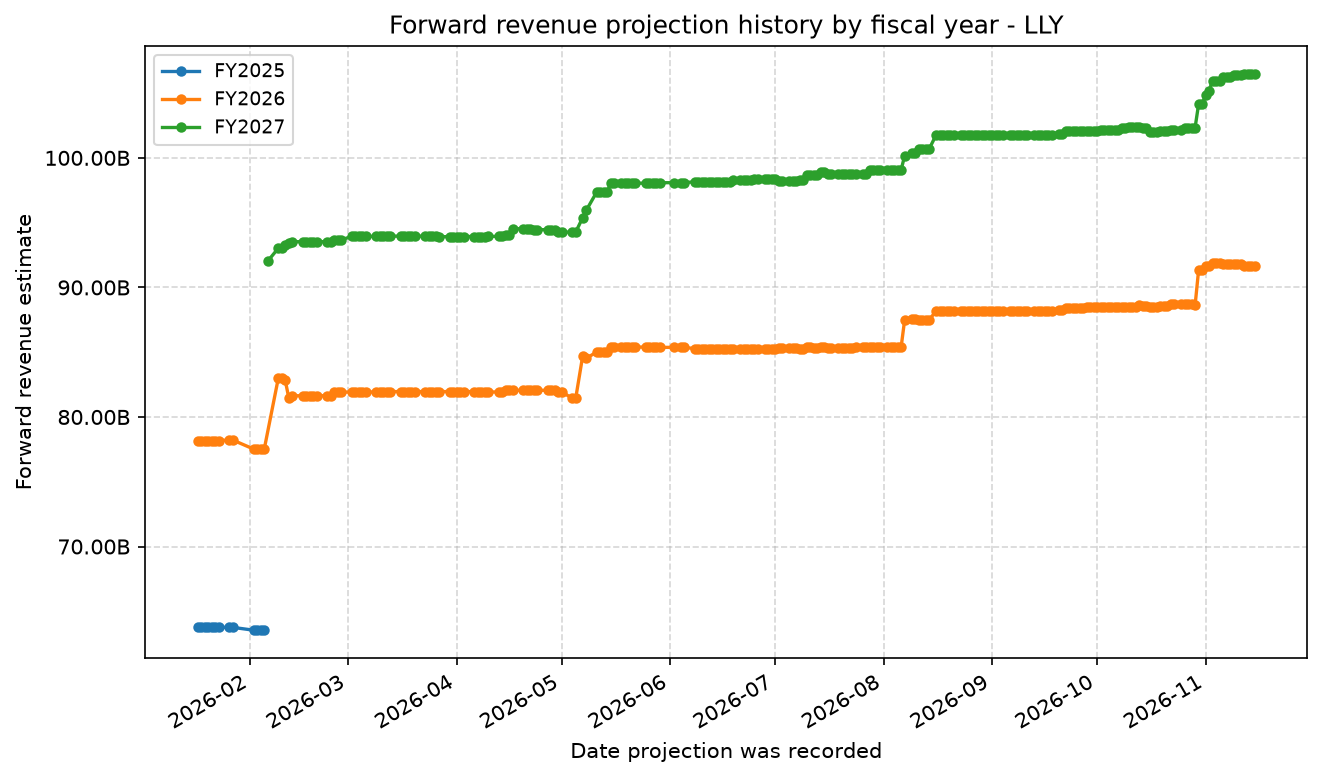 Forward revenue projection history by fiscal year - LLY
FY2025
FY2026
FY2027
Forward revenue estimate
100.00B
90.00B
80.00B
70.00B
2026-02
2026-03
2026-04
2026-05
2026-06
2026-07
2026-08
2026-09
2026-10
2026-11
Date projection was recorded